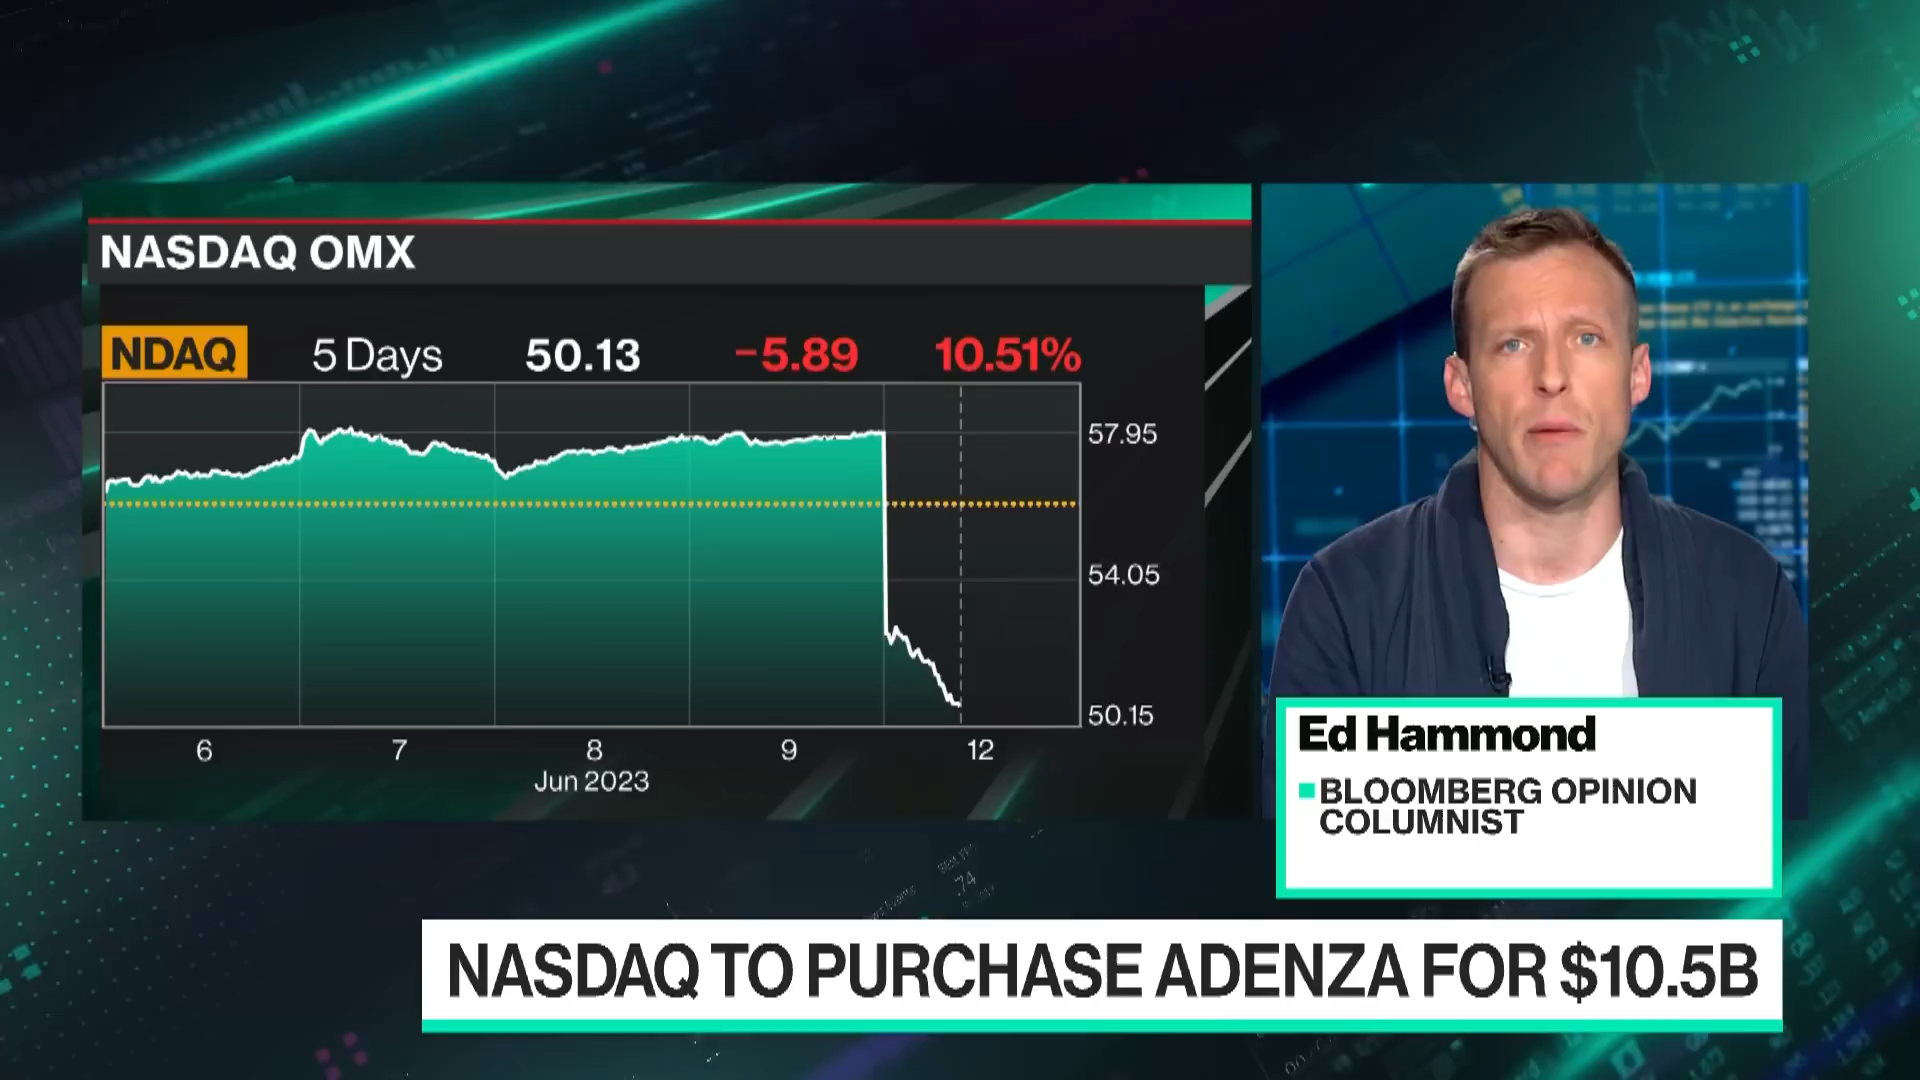 NASDAQ OMX
NDAQ 5 Days 50.13 -5.89 10.51%
57.95
54.05
50.15
6 7 8 9 12
Jun 2023
Ed Hammond
BLOOMBERG OPINION
COLUMNIST
NASDAQ TO PURCHASE ADENZA FOR $10.5B